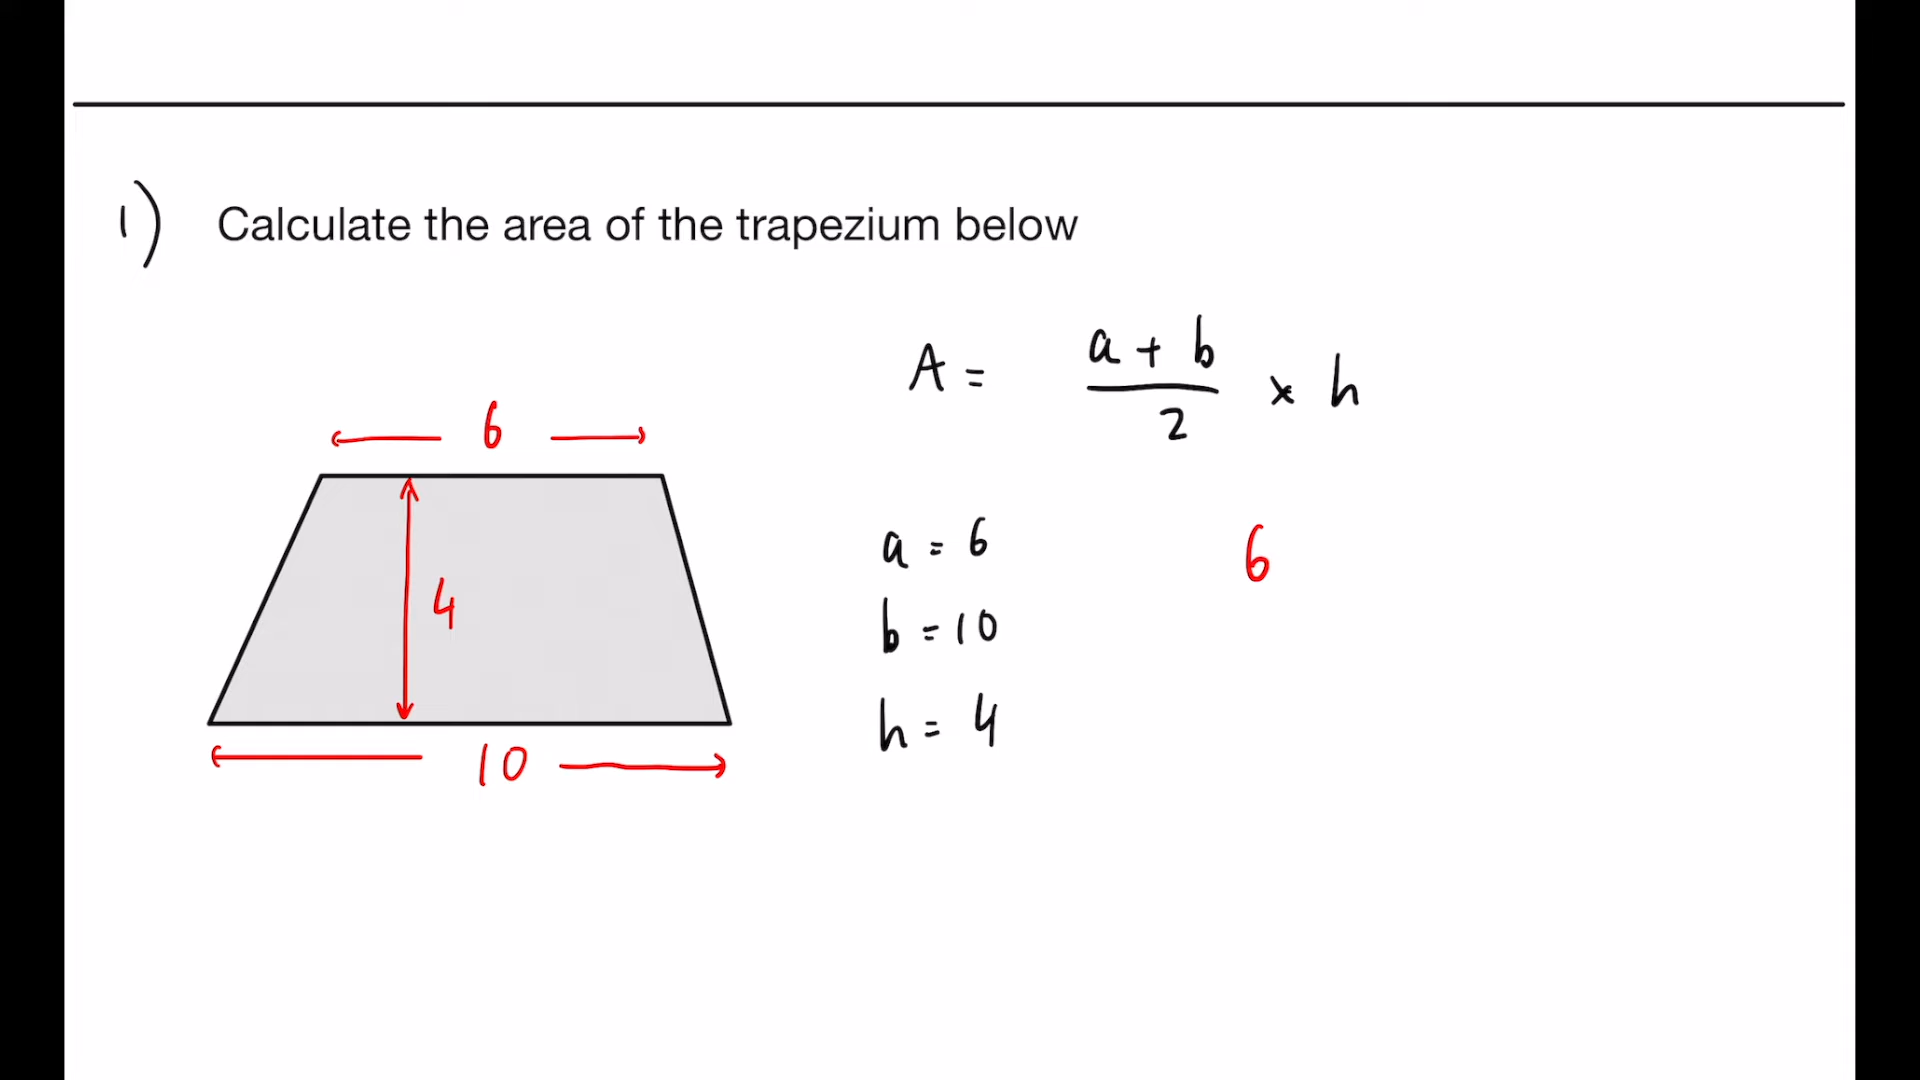 1) Calculate the area of the trapezium below
A = a + b / 2 × h
6
4
10
a = 6
b = 10
h = 4
6